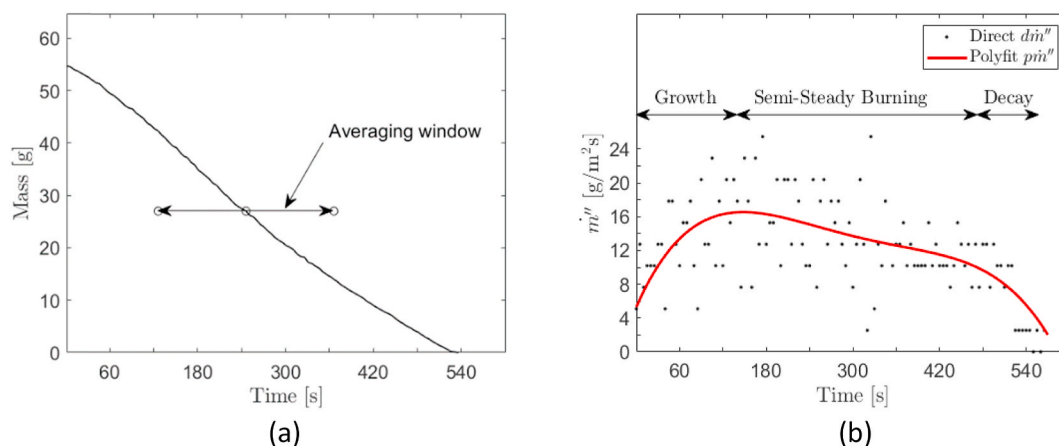 60
50
40
30
20
10
0
Mass [g]
Averaging window
60
180
300
420
540
Time [s]
(a)
Direct dṁ″
Polyfit pṁ″
Growth
Semi-Steady Burning
Decay
24
20
16
12
8
4
0
ṁ″ [g/m²s]
60
180
300
420
540
Time [s]
(b)